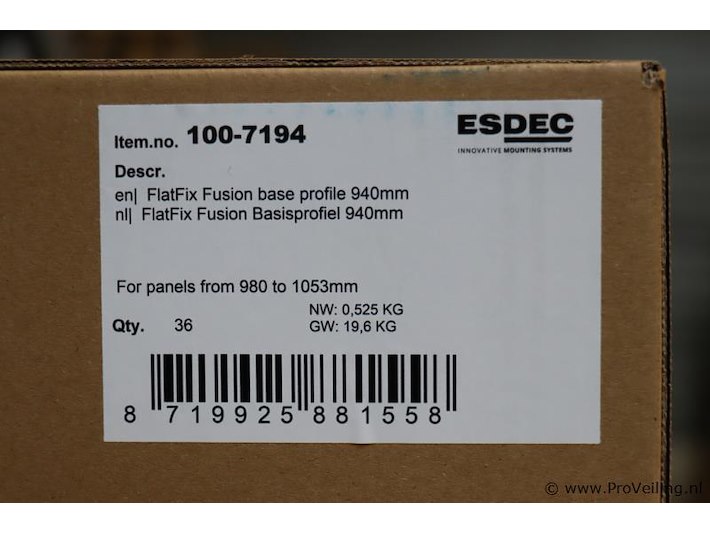 Item.no. 100-7194
ESDEC
INNOVATIVE MOUNTING SYSTEMS
Descr.
en| FlatFix Fusion base profile 940mm
nl| FlatFix Fusion Basisprofiel 940mm
For panels from 980 to 1053mm
NW: 0,525 KG
Qty. 36 GW: 19,6 KG
8 719925 881558
© www.ProVeiling.nl